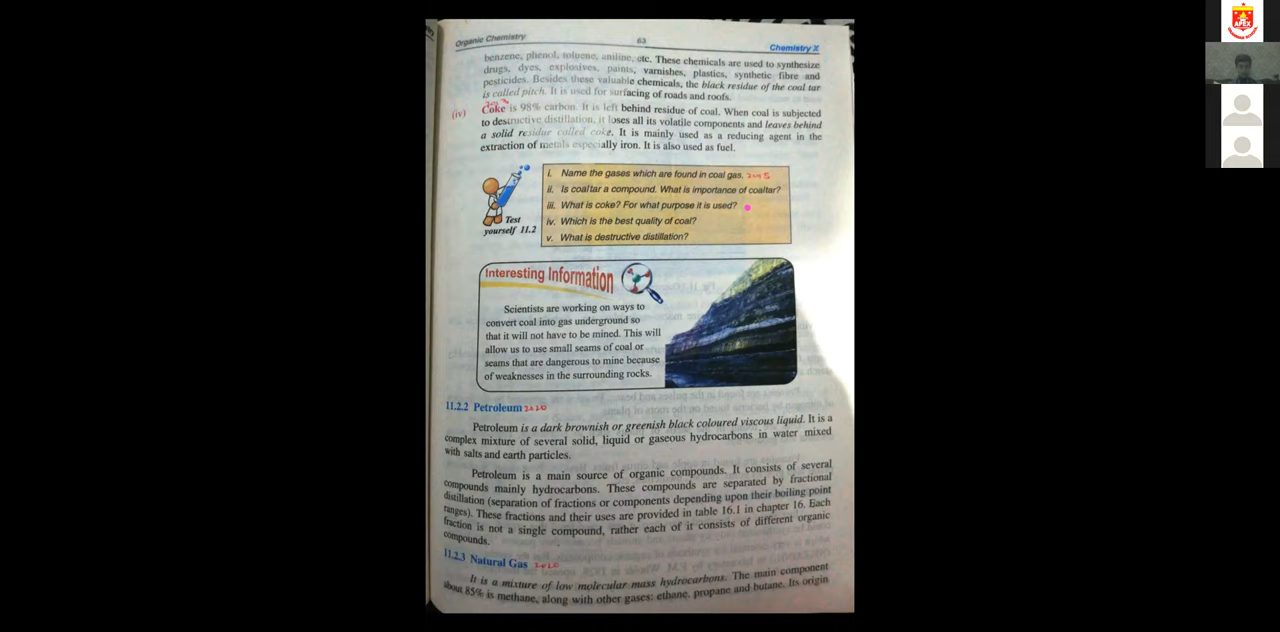 Organic Chemistry
63
Chemistry X
benzene, phenol, toluene, aniline, etc. These chemicals are used to synthesize
drugs, dyes, explosives, paints, varnishes, plastics, synthetic fibre and
pesticides. Besides these valuable chemicals, the black residue of the coal tar
is called pitch. It is used for surfacing of roads and roofs.
(iv) Coke is 98% carbon. It is left behind residue of coal. When coal is subjected
to destructive distillation, it loses all its volatile components and leaves behind
a solid residue called coke. It is mainly used as a reducing agent in the
extraction of metals especially iron. It is also used as fuel.
Test
yourself 11.2
i. Name the gases which are found in coal gas.
ii. Is coaltar a compound. What is importance of coaltar?
iii. What is coke? For what purpose it is used?
iv. Which is the best quality of coal?
v. What is destructive distillation?
Interesting Information
Scientists are working on ways to
convert coal into gas underground so
that it will not have to be mined. This will
allow us to use small seams of coal or
seams that are dangerous to mine because
of weaknesses in the surrounding rocks.
11.2.2 Petroleum 2020
Petroleum is a dark brownish or greenish black coloured viscous liquid. It is a
complex mixture of several solid, liquid or gaseous hydrocarbons in water mixed
with salts and earth particles.
Petroleum is a main source of organic compounds. It consists of several
compounds mainly hydrocarbons. These compounds are separated by fractional
distillation (separation of fractions or components depending upon their boiling point
ranges). These fractions and their uses are provided in table 16.1 in chapter 16. Each
fraction is not a single compound, rather each of it consists of different organic
compounds.
11.2.3 Natural Gas 2020
It is a mixture of low molecular mass hydrocarbons. The main component
about 85% is methane, along with other gases: ethane, propane and butane. Its origin
APEX